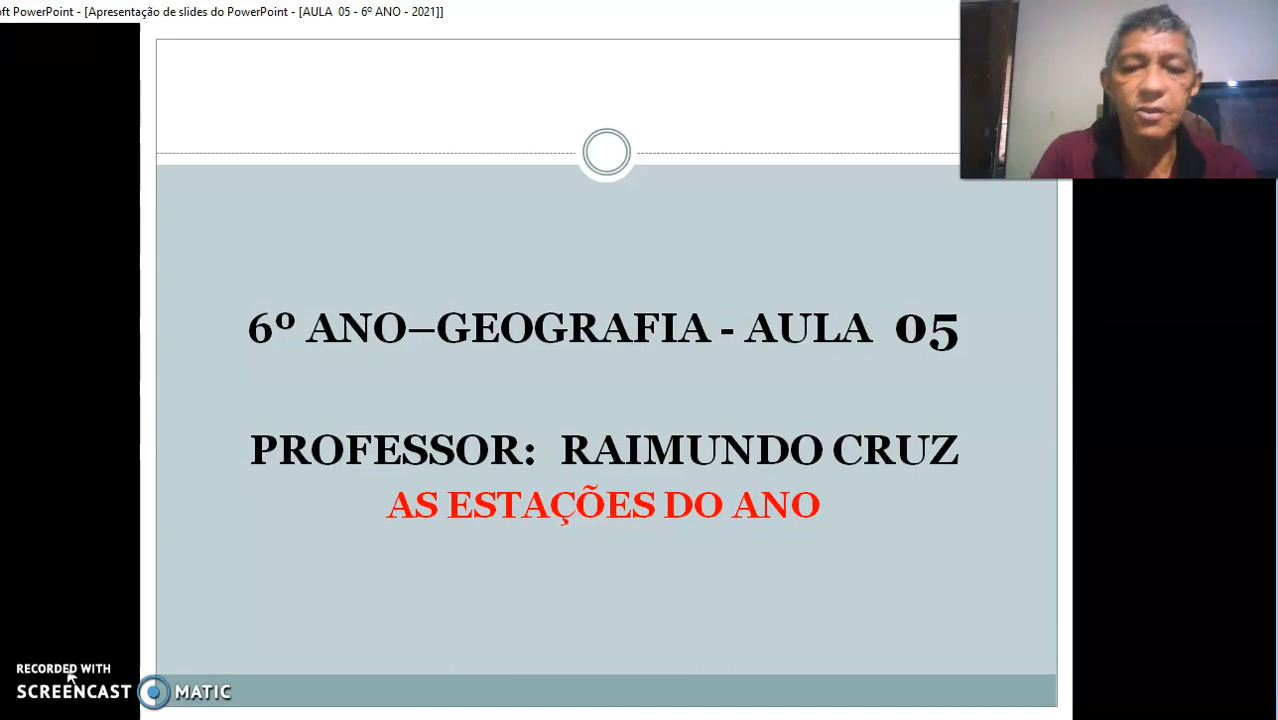 oft PowerPoint - [Apresentação de slides do PowerPoint - [AULA 05 - 6º ANO - 2021]]
6º ANO–GEOGRAFIA - AULA 05
PROFESSOR: RAIMUNDO CRUZ
AS ESTAÇÕES DO ANO
RECORDED WITH
SCREENCAST MATIC